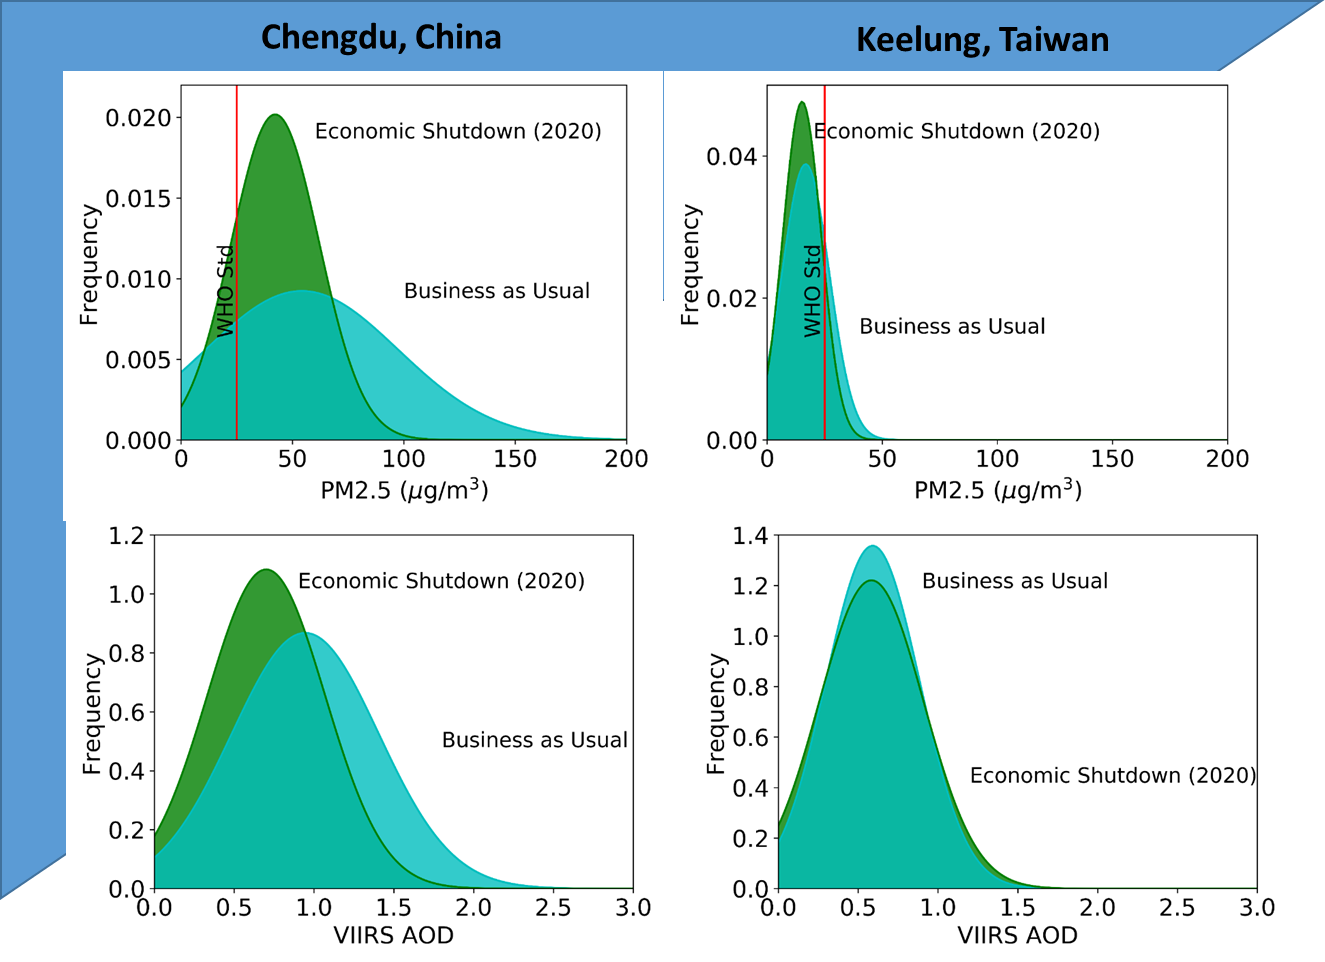 Chengdu, China
Keelung, Taiwan
Economic Shutdown (2020)
Business as Usual
WHO Std
Frequency
0.020
0.015
0.010
0.005
0.000
0
50
100
150
200
PM2.5 (μg/m³)
Economic Shutdown (2020)
Business as Usual
WHO Std
Frequency
0.04
0.02
0.00
0
50
100
150
200
PM2.5 (μg/m³)
Economic Shutdown (2020)
Business as Usual
Frequency
1.2
1.0
0.8
0.6
0.4
0.2
0.0
0.0
0.5
1.0
1.5
2.0
2.5
3.0
VIIRS AOD
Business as Usual
Economic Shutdown (2020)
Frequency
1.4
1.2
1.0
0.8
0.6
0.4
0.2
0.0
0.0
0.5
1.0
1.5
2.0
2.5
3.0
VIIRS AOD